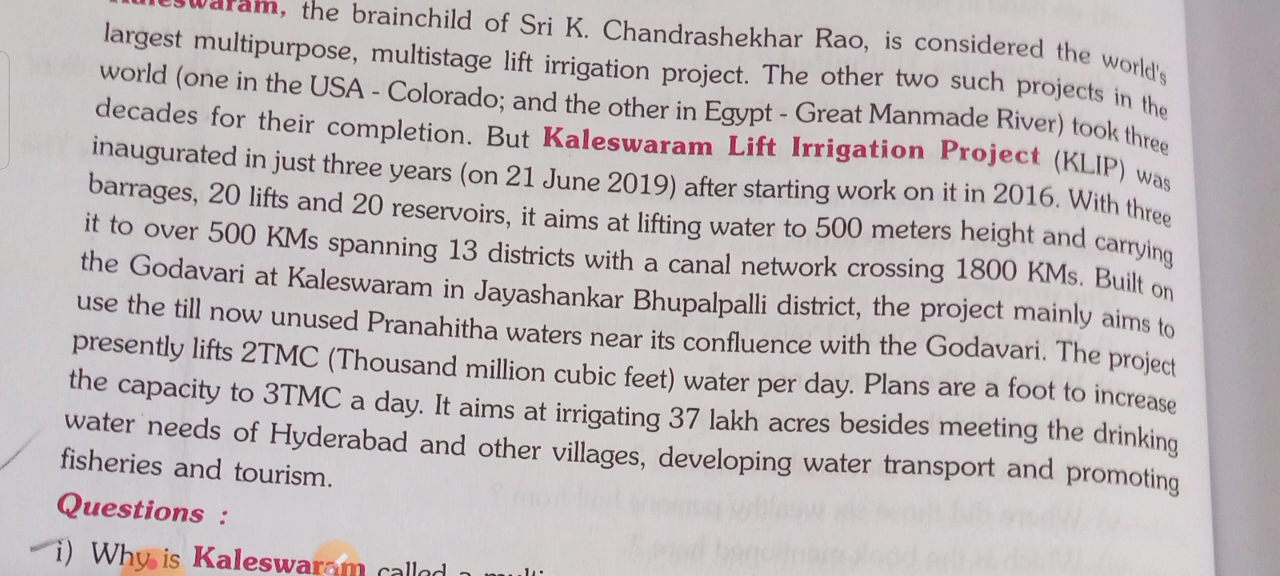 Kaleswaram, the brainchild of Sri K. Chandrashekhar Rao, is considered the world's
largest multipurpose, multistage lift irrigation project. The other two such projects in the
world (one in the USA - Colorado; and the other in Egypt - Great Manmade River) took three
decades for their completion. But Kaleswaram Lift Irrigation Project (KLIP) was
inaugurated in just three years (on 21 June 2019) after starting work on it in 2016. With three
barrages, 20 lifts and 20 reservoirs, it aims at lifting water to 500 meters height and carrying
it to over 500 KMs spanning 13 districts with a canal network crossing 1800 KMs. Built on
the Godavari at Kaleswaram in Jayashankar Bhupalpalli district, the project mainly aims to
use the till now unused Pranahitha waters near its confluence with the Godavari. The project
presently lifts 2TMC (Thousand million cubic feet) water per day. Plans are a foot to increase
the capacity to 3TMC a day. It aims at irrigating 37 lakh acres besides meeting the drinking
water needs of Hyderabad and other villages, developing water transport and promoting
fisheries and tourism.
Questions :
i) Why is Kaleswaram called a